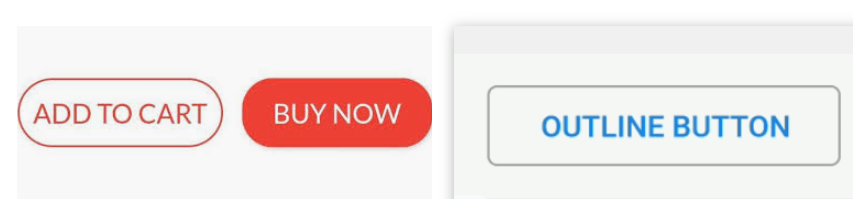 ADD TO CART
BUY NOW
OUTLINE BUTTON